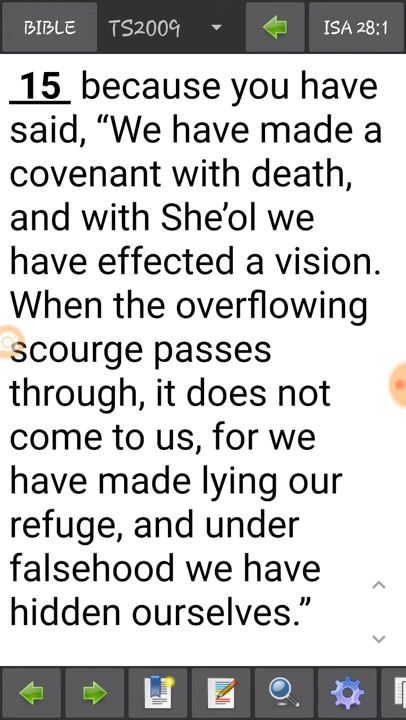 BIBLE TS2009 ISA 28:1
15 because you have
said, “We have made a
covenant with death,
and with She’ol we
have effected a vision.
When the overflowing
scourge passes
through, it does not
come to us, for we
have made lying our
refuge, and under
falsehood we have
hidden ourselves.”